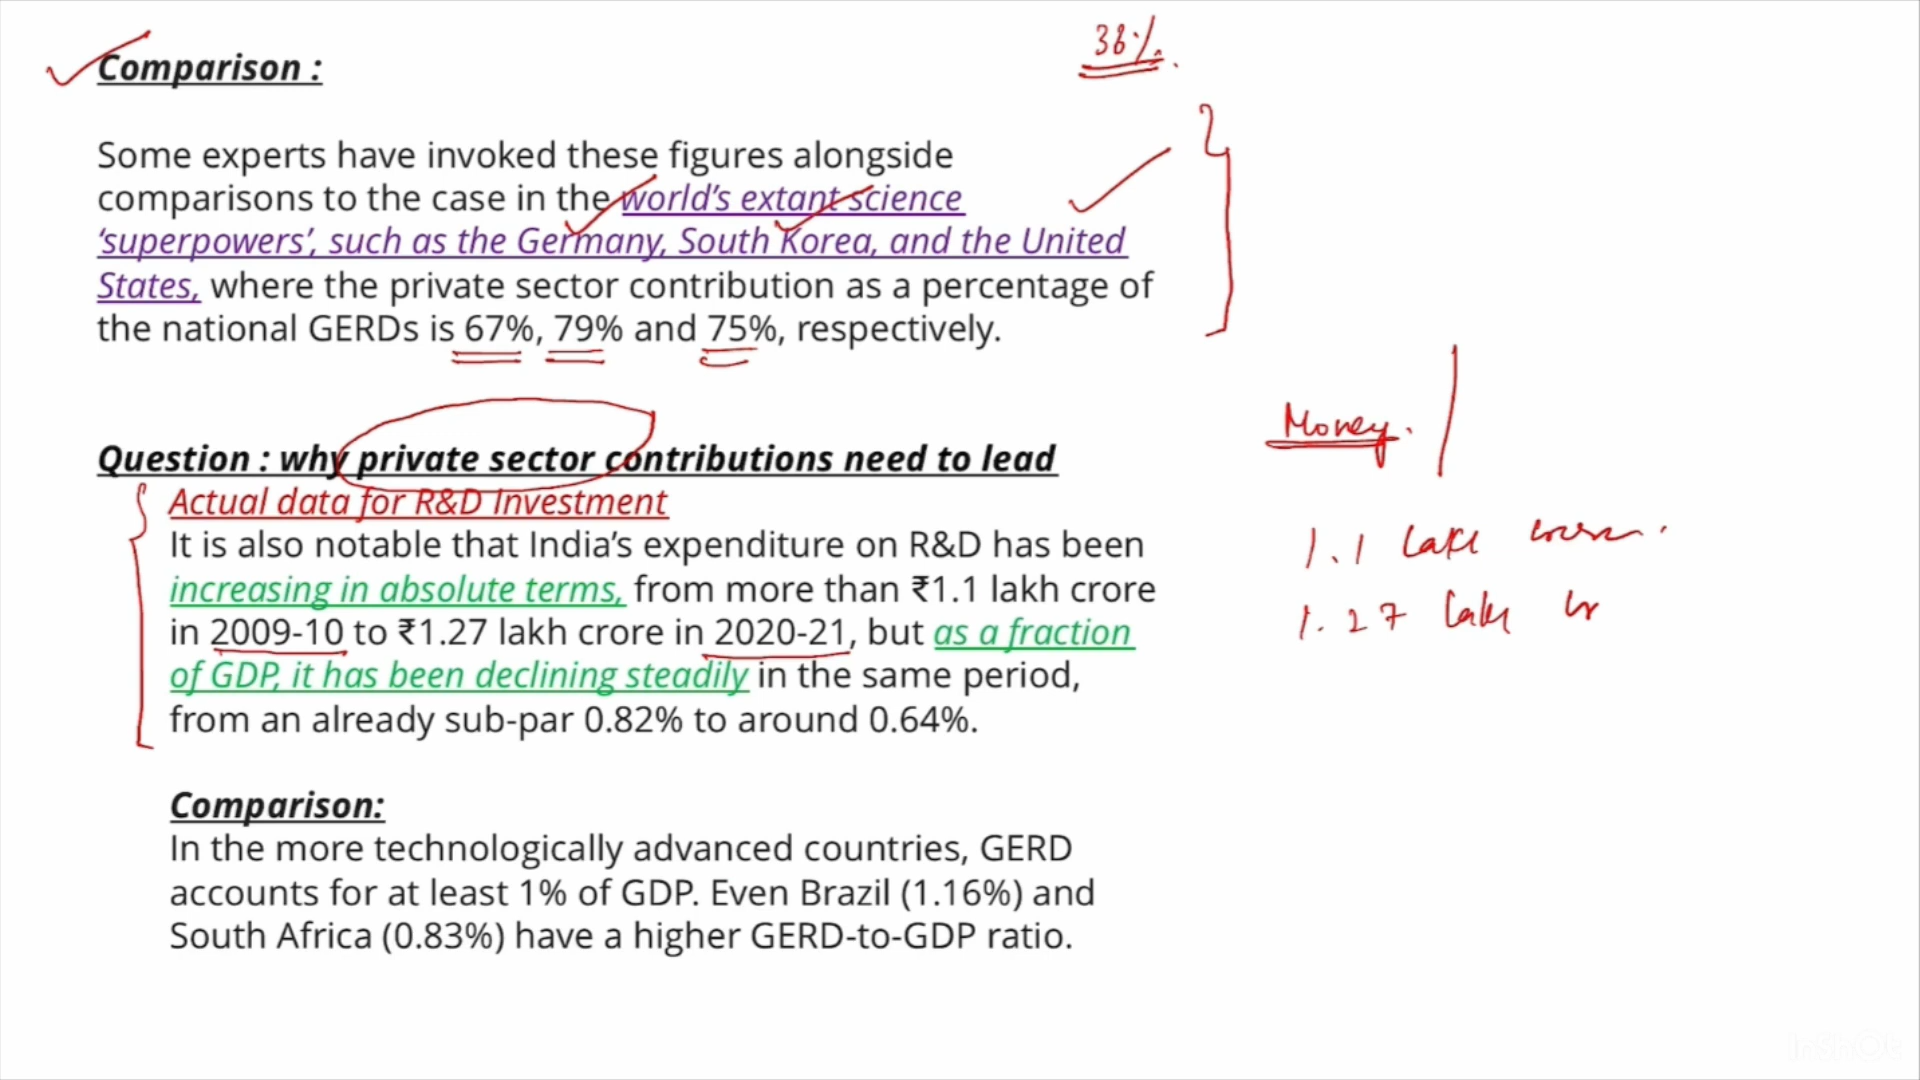 36%.
Comparison :
Some experts have invoked these figures alongside
comparisons to the case in the world’s extant science
‘superpowers’, such as the Germany, South Korea, and the United
States, where the private sector contribution as a percentage of
the national GERDs is 67%, 79% and 75%, respectively.
Money.
Question : why private sector contributions need to lead
Actual data for R&D Investment
It is also notable that India’s expenditure on R&D has been
increasing in absolute terms, from more than ₹1.1 lakh crore
in 2009-10 to ₹1.27 lakh crore in 2020-21, but as a fraction
of GDP, it has been declining steadily in the same period,
from an already sub-par 0.82% to around 0.64%.
1.1 lakh crore.
1.27 lakh cr
Comparison:
In the more technologically advanced countries, GERD
accounts for at least 1% of GDP. Even Brazil (1.16%) and
South Africa (0.83%) have a higher GERD-to-GDP ratio.
InShOt